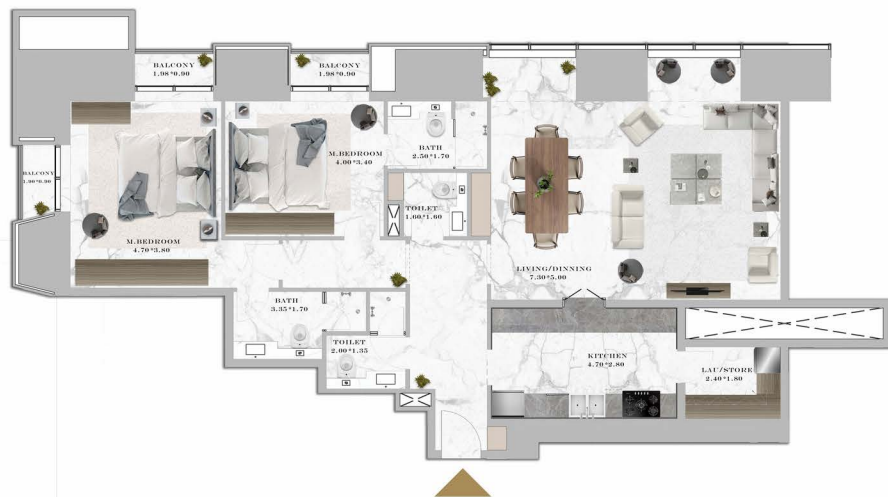 BALCONY
1.98*0.90
BALCONY
1.98*0.90
BALCONY
1.90*0.90
M.BEDROOM
4.00*3.40
BATH
2.50*1.70
TOILET
1.60*1.60
M.BEDROOM
4.70*3.80
LIVING/DINNING
7.30*5.00
BATH
3.35*1.70
TOILET
2.00*1.35
KITCHEN
4.70*2.80
LAU/STORE
2.40*1.80